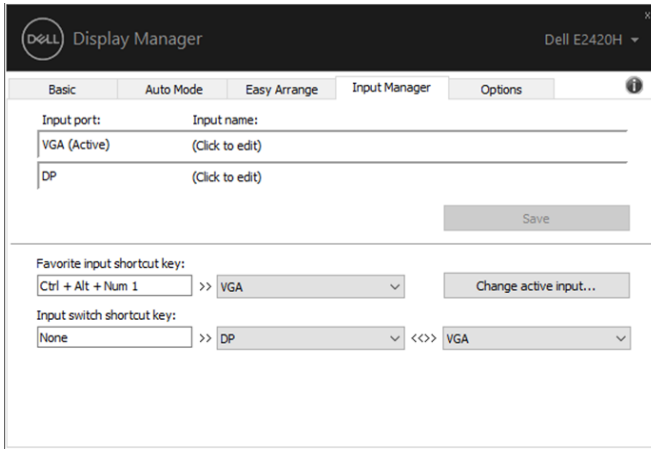 DELL Display Manager Dell E2420H
x
Basic Auto Mode Easy Arrange Input Manager Options i
Input port: Input name:
VGA (Active) (Click to edit)
DP (Click to edit)
Save
Favorite input shortcut key:
Ctrl + Alt + Num 1 >> VGA Change active input...
Input switch shortcut key:
None >> DP <<>> VGA